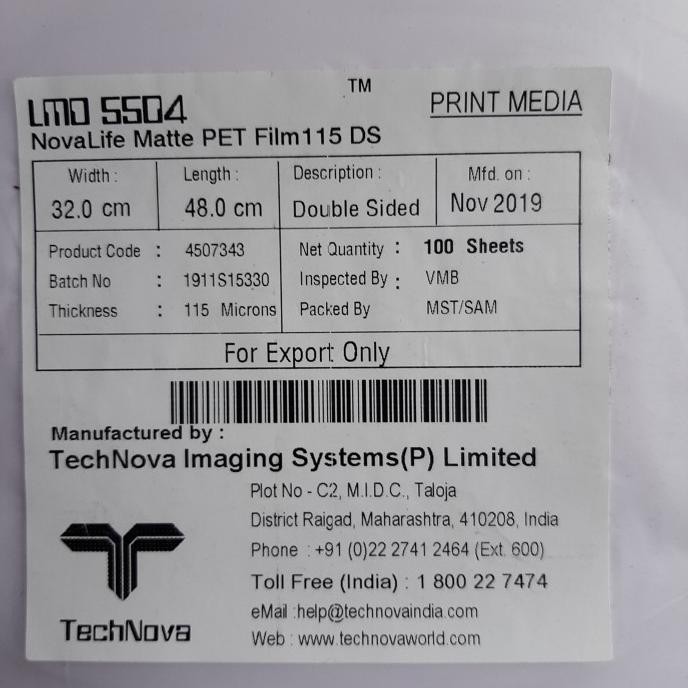 LMO 5504 ™
PRINT MEDIA
NovaLife Matte PET Film115 DS
Width : Length : Description : Mfd. on :
32.0 cm 48.0 cm Double Sided Nov 2019
Product Code : 4507343 Net Quantity : 100 Sheets
Batch No : 1911S15330 Inspected By : VMB
Thickness : 115 Microns Packed By MST/SAM
For Export Only
Manufactured by :
TechNova Imaging Systems(P) Limited
Plot No - C2, M.I.D.C., Taloja
District Raigad, Maharashtra, 410208, India
Phone : +91 (0)22 2741 2464 (Ext. 600)
Toll Free (India) : 1 800 22 7474
eMail :help@technovaindia.com
Web : www.technovaworld.com
TechNova